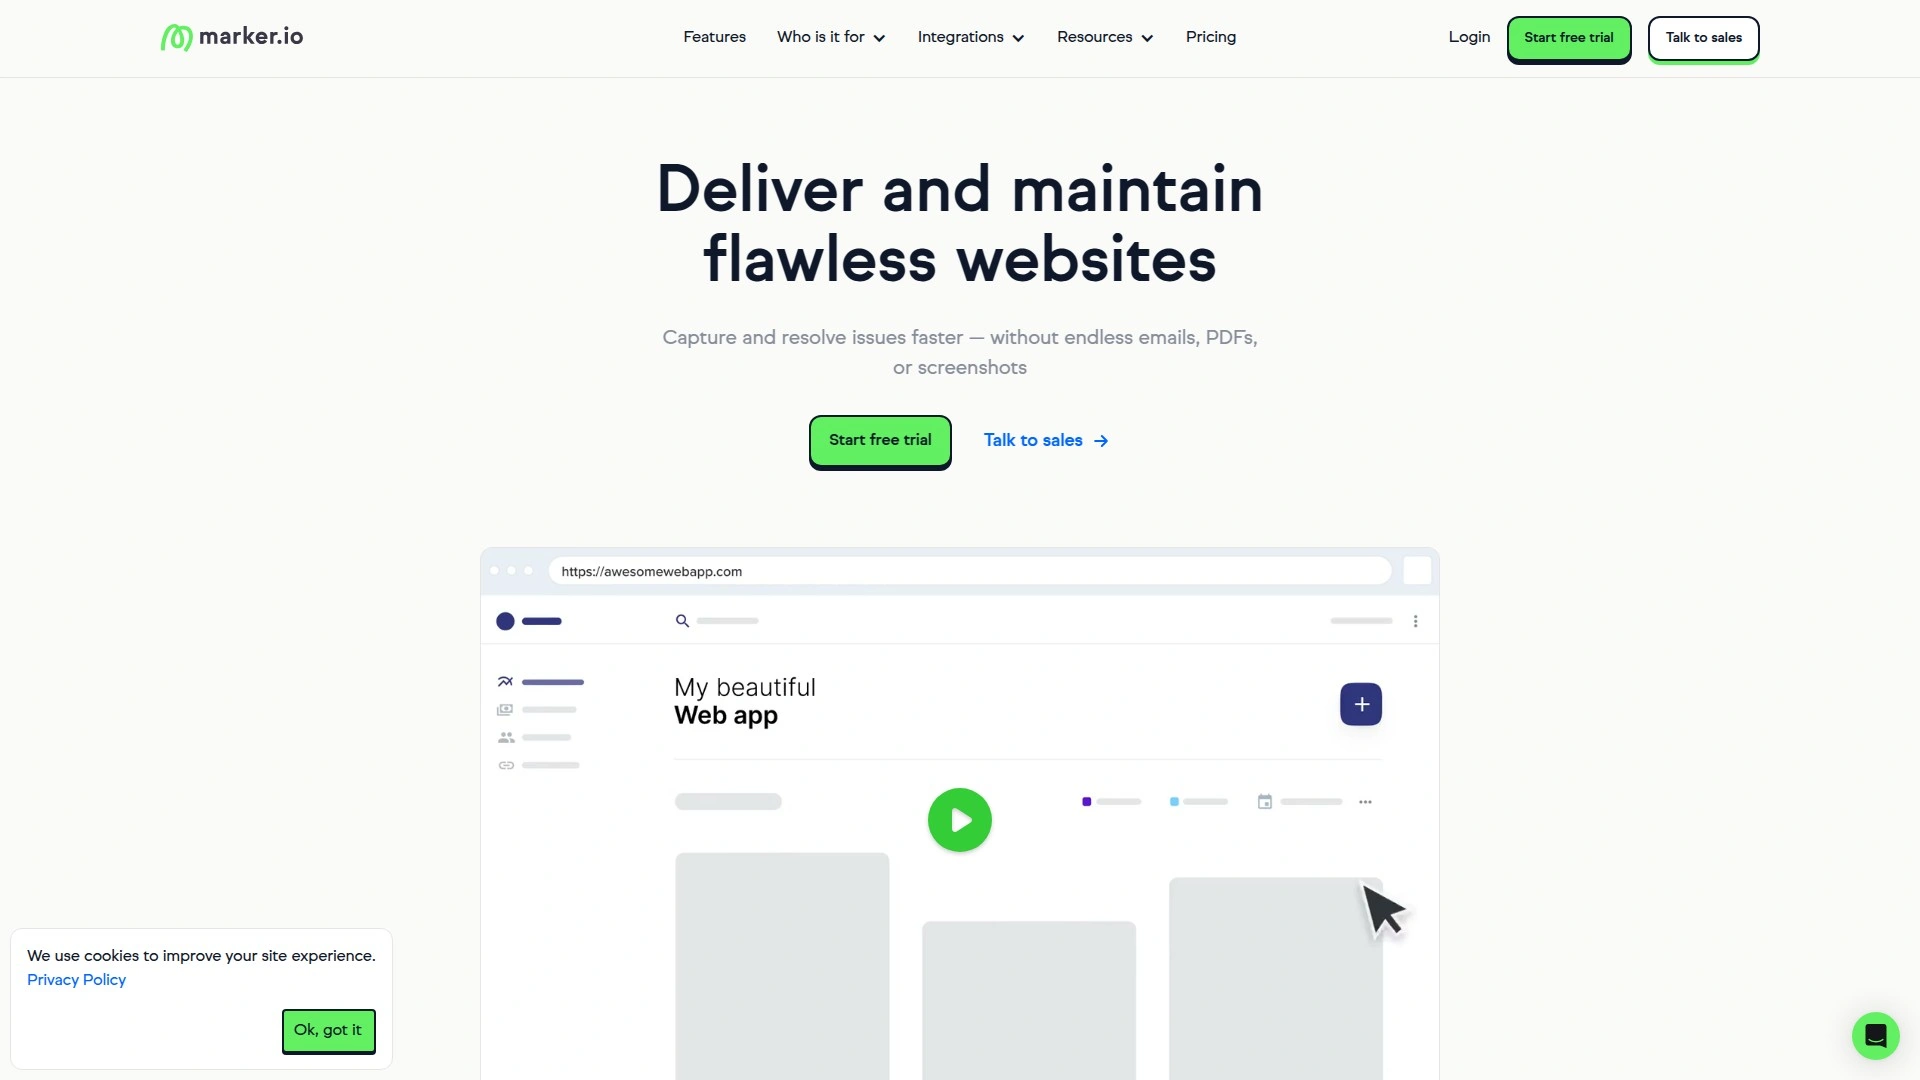 marker.io
Features
Who is it for
Integrations
Resources
Pricing
Login
Start free trial
Talk to sales
Deliver and maintain
flawless websites
Capture and resolve issues faster — without endless emails, PDFs,
or screenshots
Start free trial
Talk to sales
https://awesomewebapp.com
My beautiful
Web app
We use cookies to improve your site experience.
Privacy Policy
Ok, got it